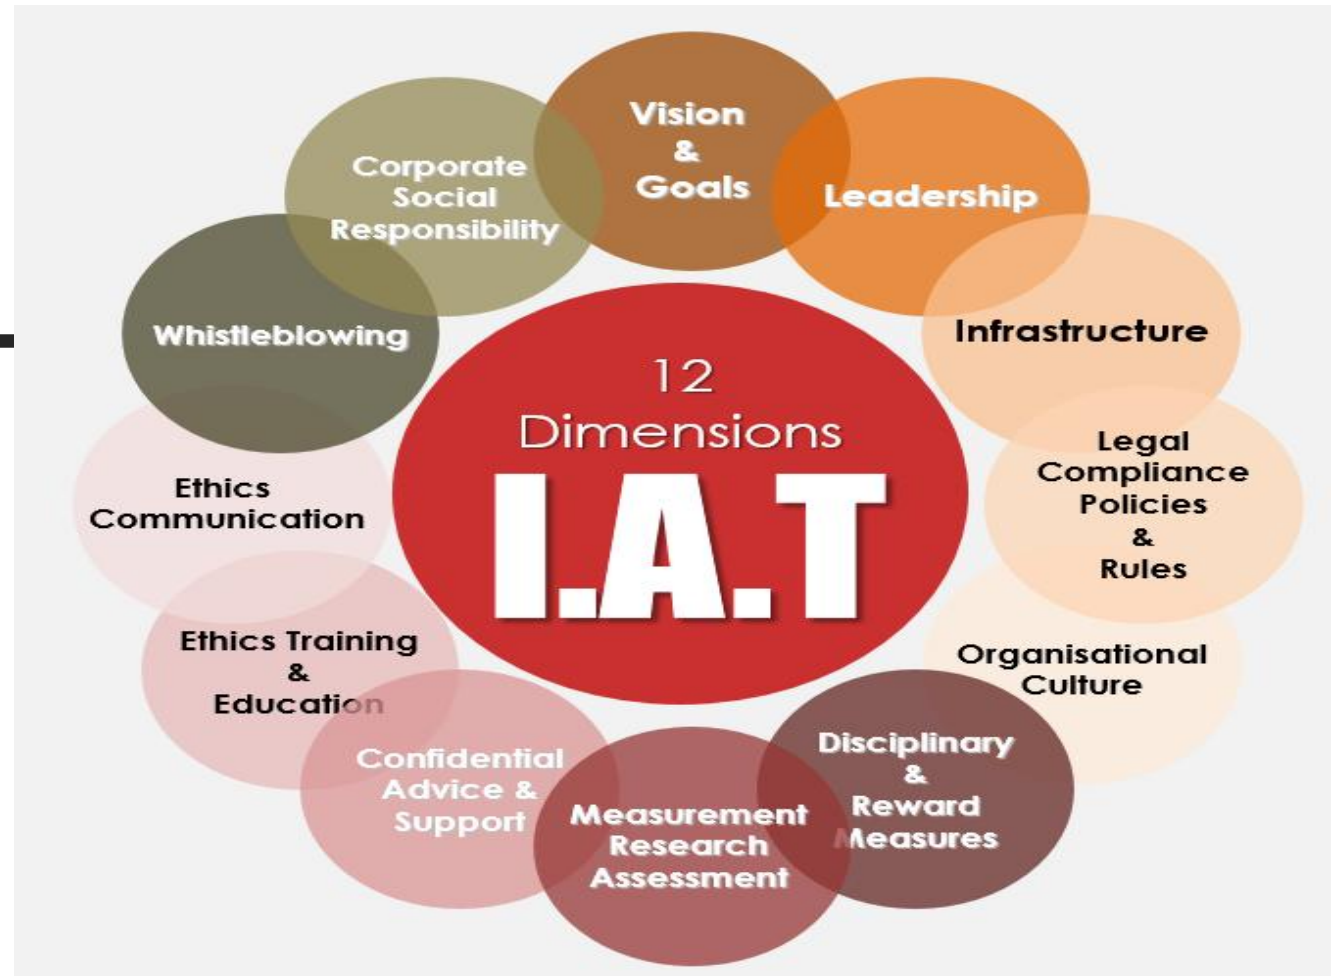 Vision
&
Goals
Leadership
Infrastructure
Legal
Compliance
Policies
&
Rules
Organisational
Culture
Disciplinary
&
Reward
Measures
Measurement
Research
Assessment
Confidential
Advice &
Support
Ethics Training
&
Education
Ethics
Communication
Whistleblowing
Corporate
Social
Responsibility
12
Dimensions
I.A.T